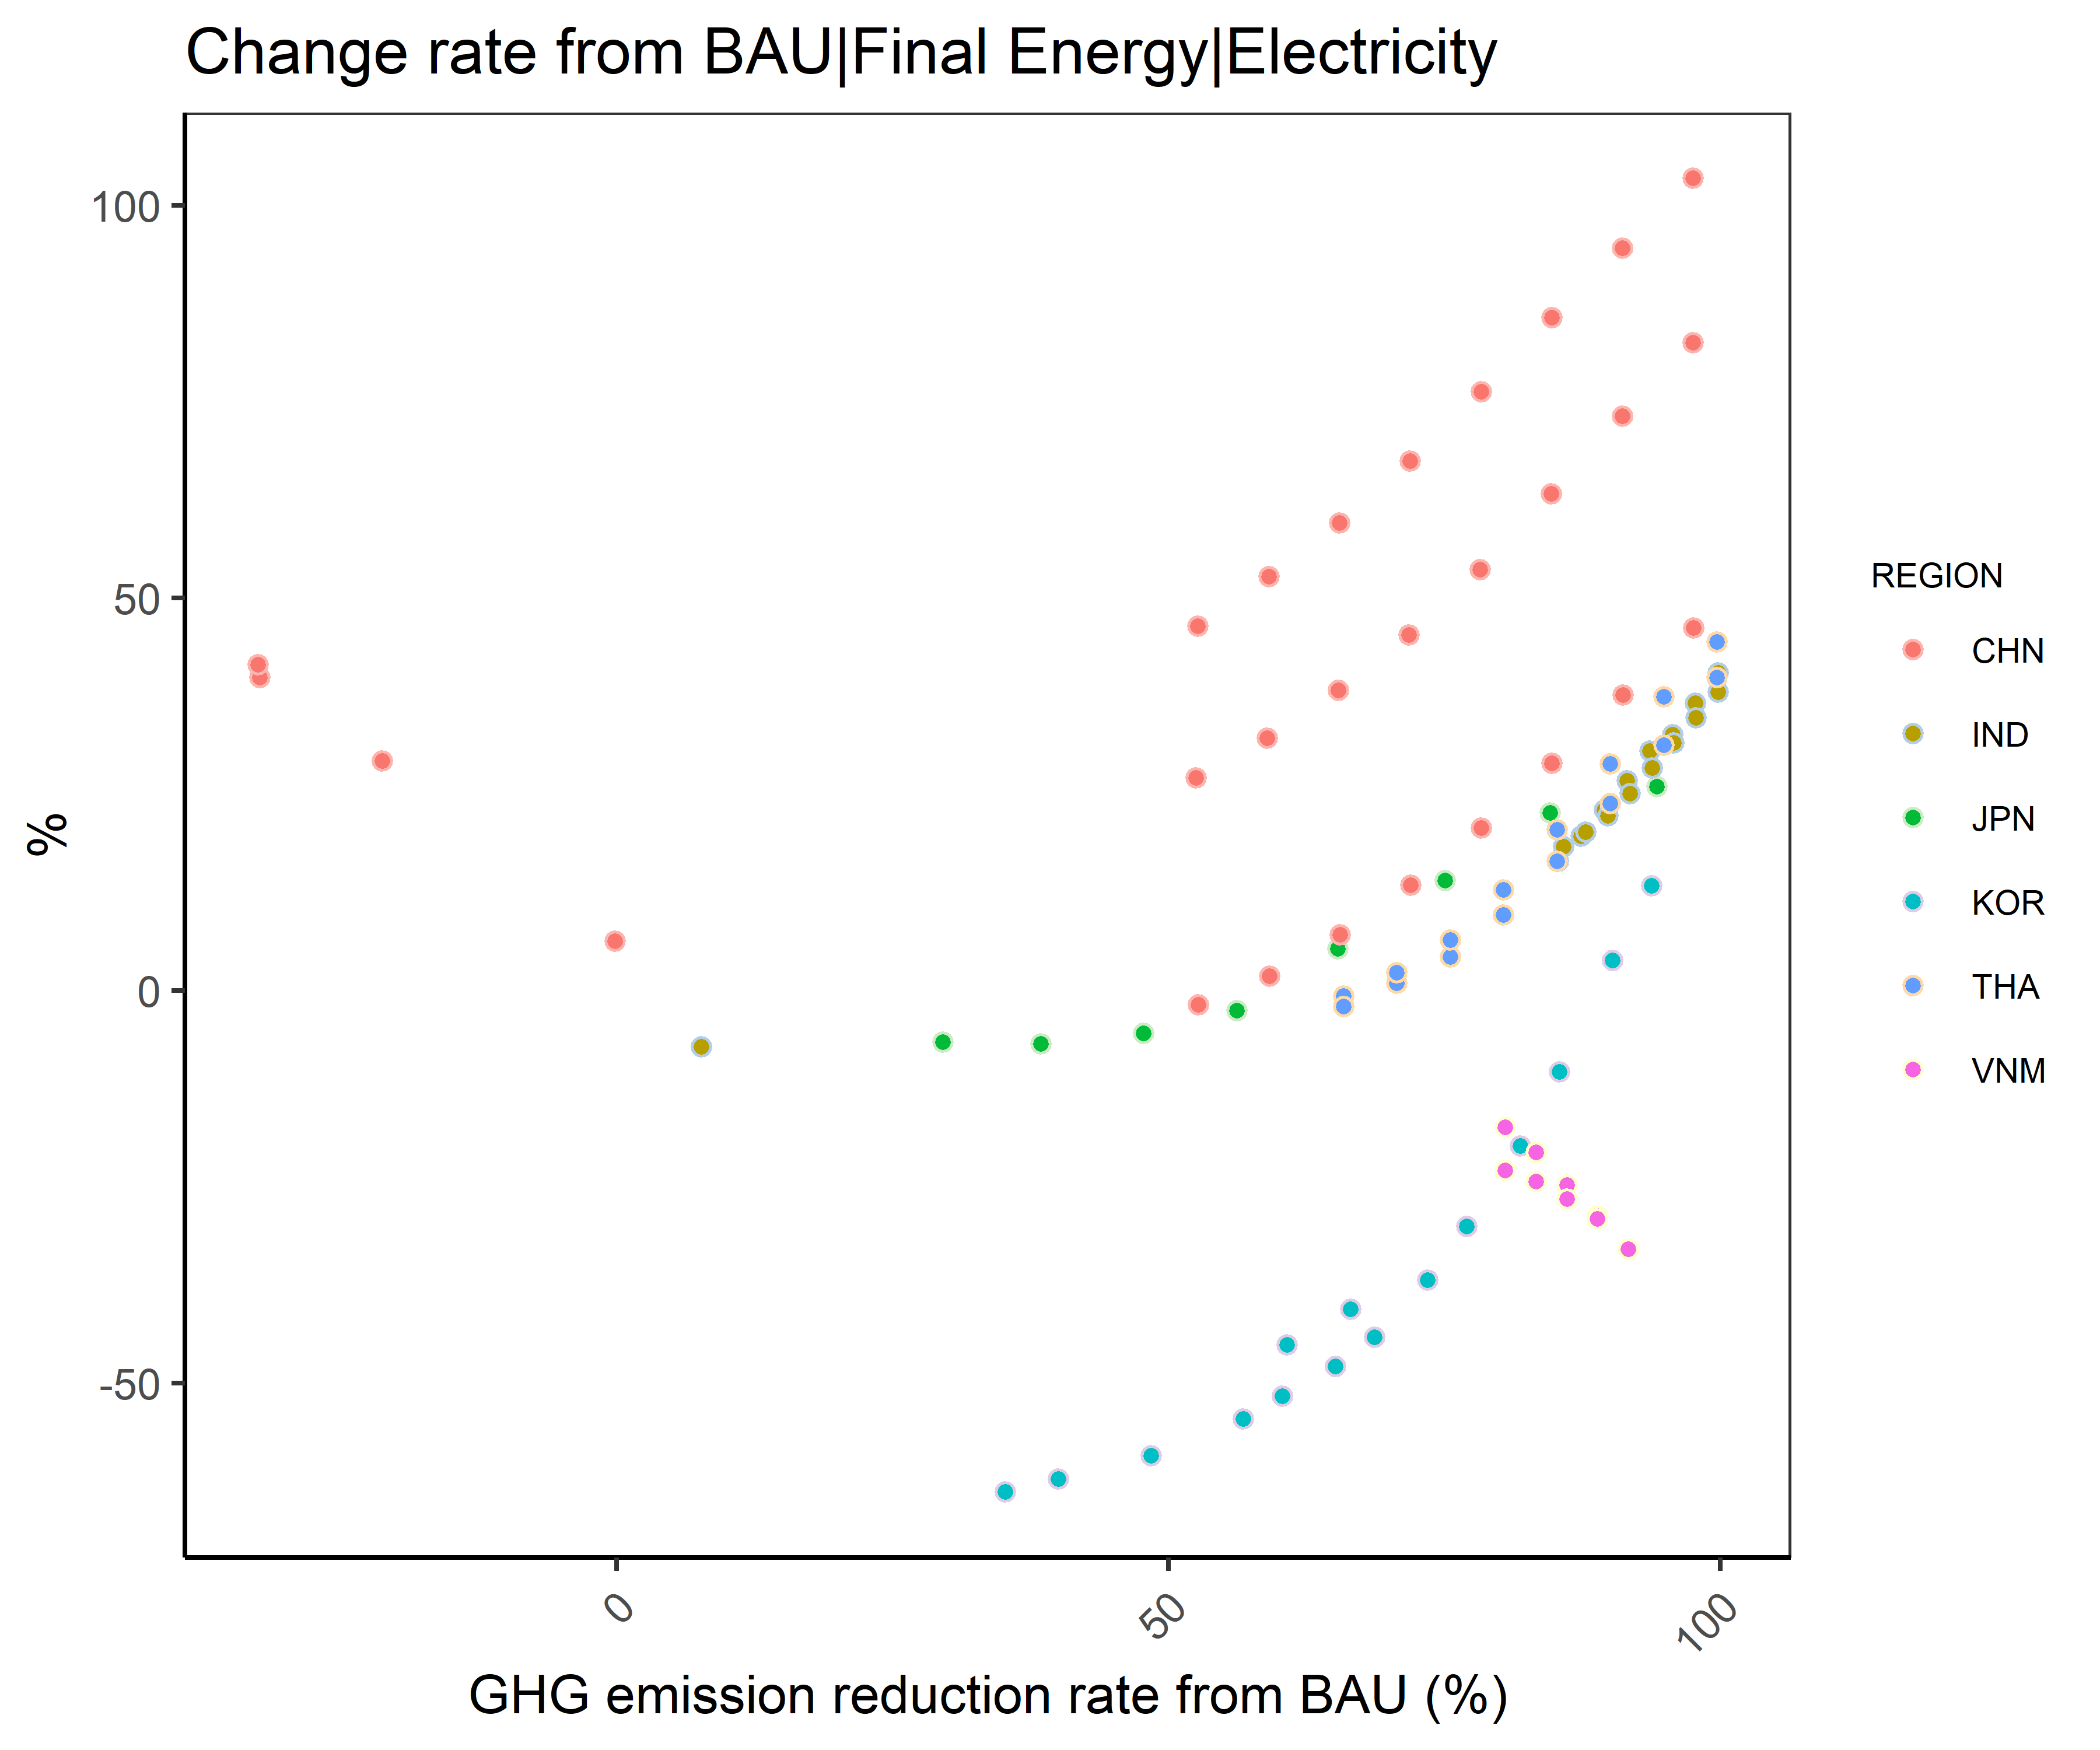 Change rate from BAU|Final Energy|Electricity
100
50
0
-50
%
0
50
100
GHG emission reduction rate from BAU (%)
REGION
CHN
IND
JPN
KOR
THA
VNM